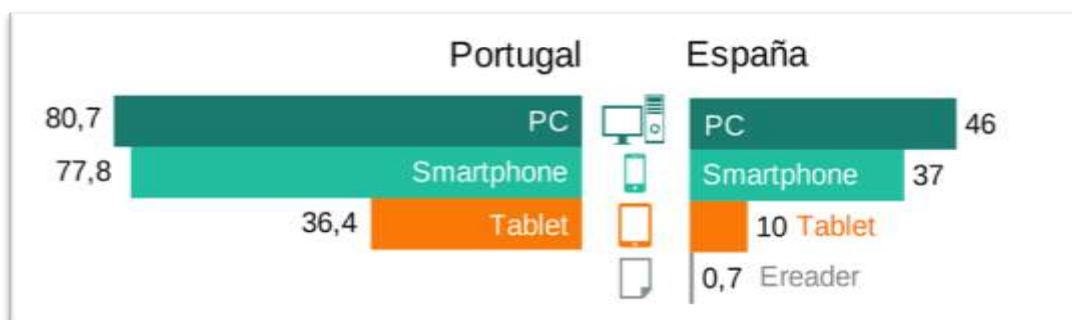 Portugal España
80,7 PC PC 46
77,8 Smartphone Smartphone 37
36,4 Tablet 10 Tablet
0,7 Ereader